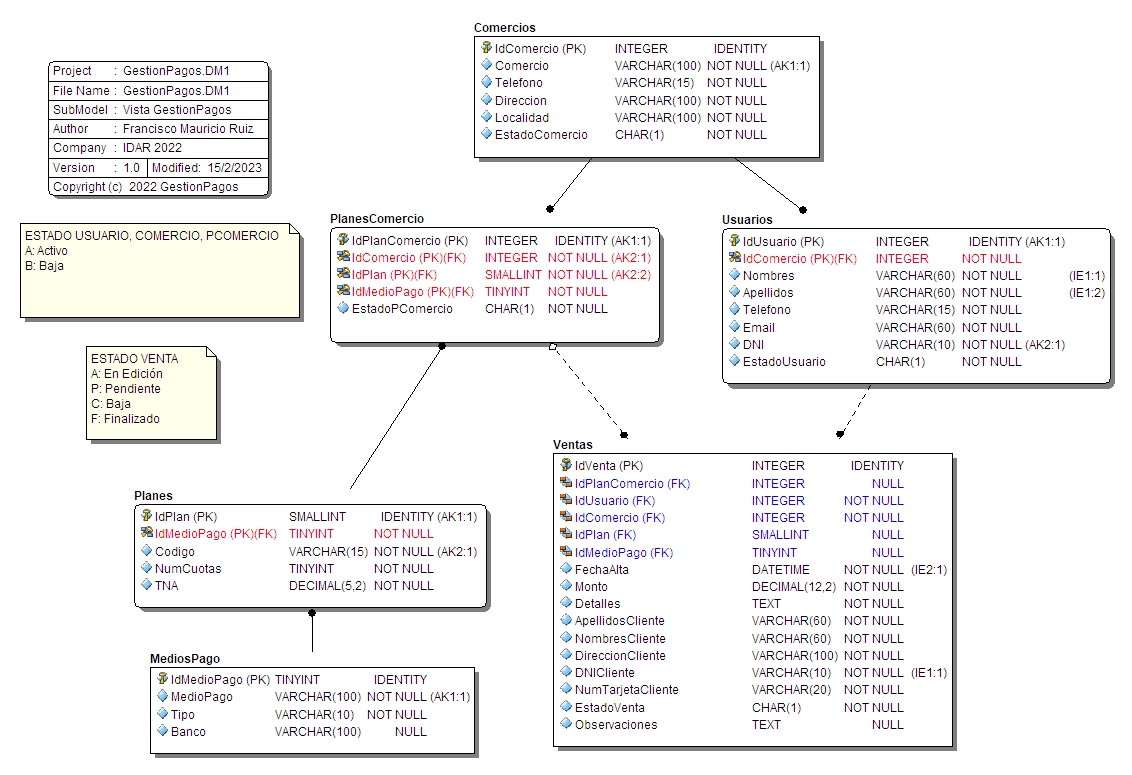 Comercios
IdComercio (PK) INTEGER IDENTITY
Comercio VARCHAR(100) NOT NULL (AK1:1)
Telefono VARCHAR(15) NOT NULL
Direccion VARCHAR(100) NOT NULL
Localidad VARCHAR(100) NOT NULL
EstadoComercio CHAR(1) NOT NULL
Project : GestionPagos.DM1
File Name : GestionPagos.DM1
SubModel : Vista GestionPagos
Author : Francisco Mauricio Ruiz
Company : IDAR 2022
Version : 1.0 Modified: 15/2/2023
Copyright (c) 2022 GestionPagos
ESTADO USUARIO, COMERCIO, PCOMERCIO
A: Activo
B: Baja
ESTADO VENTA
A: En Edición
P: Pendiente
C: Baja
F: Finalizado
PlanesComercio
IdPlanComercio (PK) INTEGER IDENTITY (AK1:1)
IdComercio (PK)(FK) INTEGER NOT NULL (AK2:1)
IdPlan (PK)(FK) SMALLINT NOT NULL (AK2:2)
IdMedioPago (PK)(FK) TINYINT NOT NULL
EstadoPComercio CHAR(1) NOT NULL
Usuarios
IdUsuario (PK) INTEGER IDENTITY (AK1:1)
IdComercio (PK)(FK) INTEGER NOT NULL
Nombres VARCHAR(60) NOT NULL (IE1:1)
Apellidos VARCHAR(60) NOT NULL (IE1:2)
Telefono VARCHAR(15) NOT NULL
Email VARCHAR(60) NOT NULL
DNI VARCHAR(10) NOT NULL (AK2:1)
EstadoUsuario CHAR(1) NOT NULL
Planes
IdPlan (PK) SMALLINT IDENTITY (AK1:1)
IdMedioPago (PK)(FK) TINYINT NOT NULL
Codigo VARCHAR(15) NOT NULL (AK2:1)
NumCuotas TINYINT NOT NULL
TNA DECIMAL(5,2) NOT NULL
MediosPago
IdMedioPago (PK) TINYINT IDENTITY
MedioPago VARCHAR(100) NOT NULL (AK1:1)
Tipo VARCHAR(10) NOT NULL
Banco VARCHAR(100) NULL
Ventas
IdVenta (PK) INTEGER IDENTITY
IdPlanComercio (FK) INTEGER NULL
IdUsuario (FK) INTEGER NOT NULL
IdComercio (FK) INTEGER NOT NULL
IdPlan (FK) SMALLINT NULL
IdMedioPago (FK) TINYINT NULL
FechaAlta DATETIME NOT NULL (IE2:1)
Monto DECIMAL(12,2) NOT NULL
Detalles TEXT NOT NULL
ApellidosCliente VARCHAR(60) NOT NULL
NombresCliente VARCHAR(60) NOT NULL
DireccionCliente VARCHAR(100) NOT NULL
DNICliente VARCHAR(10) NOT NULL (IE1:1)
NumTarjetaCliente VARCHAR(20) NOT NULL
EstadoVenta CHAR(1) NOT NULL
Observaciones TEXT NULL